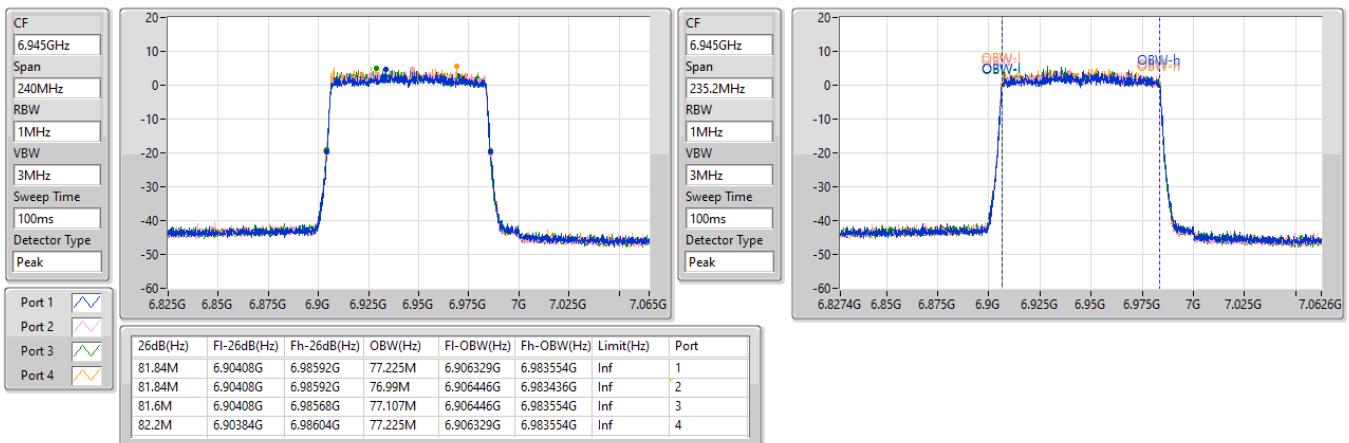 CF
6.945GHz
Span
240MHz
RBW
1MHz
VBW
3MHz
Sweep Time
100ms
Detector Type
Peak
20
10
0
-10
-20
-30
-40
-50
-60
6.825G 6.85G 6.875G 6.9G 6.925G 6.95G 6.975G 7G 7.025G 7.065G
CF
6.945GHz
Span
235.2MHz
RBW
1MHz
VBW
3MHz
Sweep Time
100ms
Detector Type
Peak
20
10
0
-10
-20
-30
-40
-50
-60
OBW-l
OBW-l
OBW-h
OBW-h
6.8274G 6.85G 6.875G 6.9G 6.925G 6.95G 6.975G 7G 7.025G 7.0626G
Port 1
Port 2
Port 3
Port 4
26dB(Hz) Fl-26dB(Hz) Fh-26dB(Hz) OBW(Hz) Fl-OBW(Hz) Fh-OBW(Hz) Limit(Hz) Port
81.84M 6.90408G 6.98592G 77.225M 6.906329G 6.983554G Inf 1
81.84M 6.90408G 6.98592G 76.99M 6.906446G 6.983436G Inf 2
81.6M 6.90408G 6.98568G 77.107M 6.906446G 6.983554G Inf 3
82.2M 6.90384G 6.98604G 77.225M 6.906329G 6.983554G Inf 4